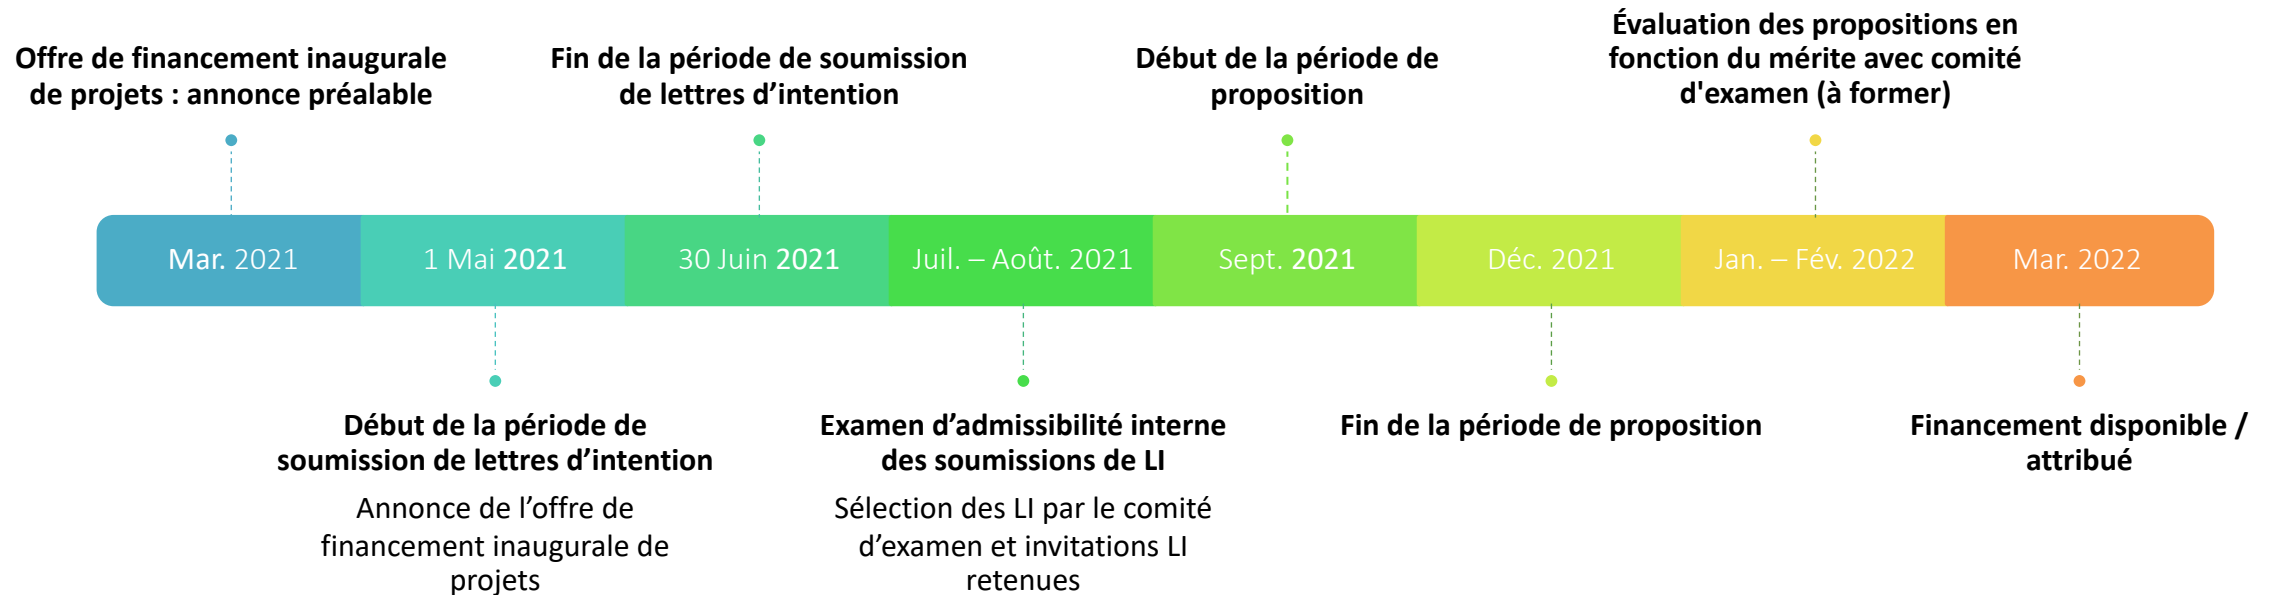 Offre de financement inaugurale
de projets : annonce préalable
Fin de la période de soumission
de lettres d’intention
Début de la période de
proposition
Évaluation des propositions en
fonction du mérite avec comité
d'examen (à former)
Mar. 2021
1 Mai 2021
30 Juin 2021
Juil. – Août. 2021
Sept. 2021
Déc. 2021
Jan. – Fév. 2022
Mar. 2022
Début de la période de
soumission de lettres d’intention
Annonce de l’offre de
financement inaugurale de
projets
Examen d’admissibilité interne
des soumissions de LI
Sélection des LI par le comité
d’examen et invitations LI
retenues
Fin de la période de proposition
Financement disponible /
attribué